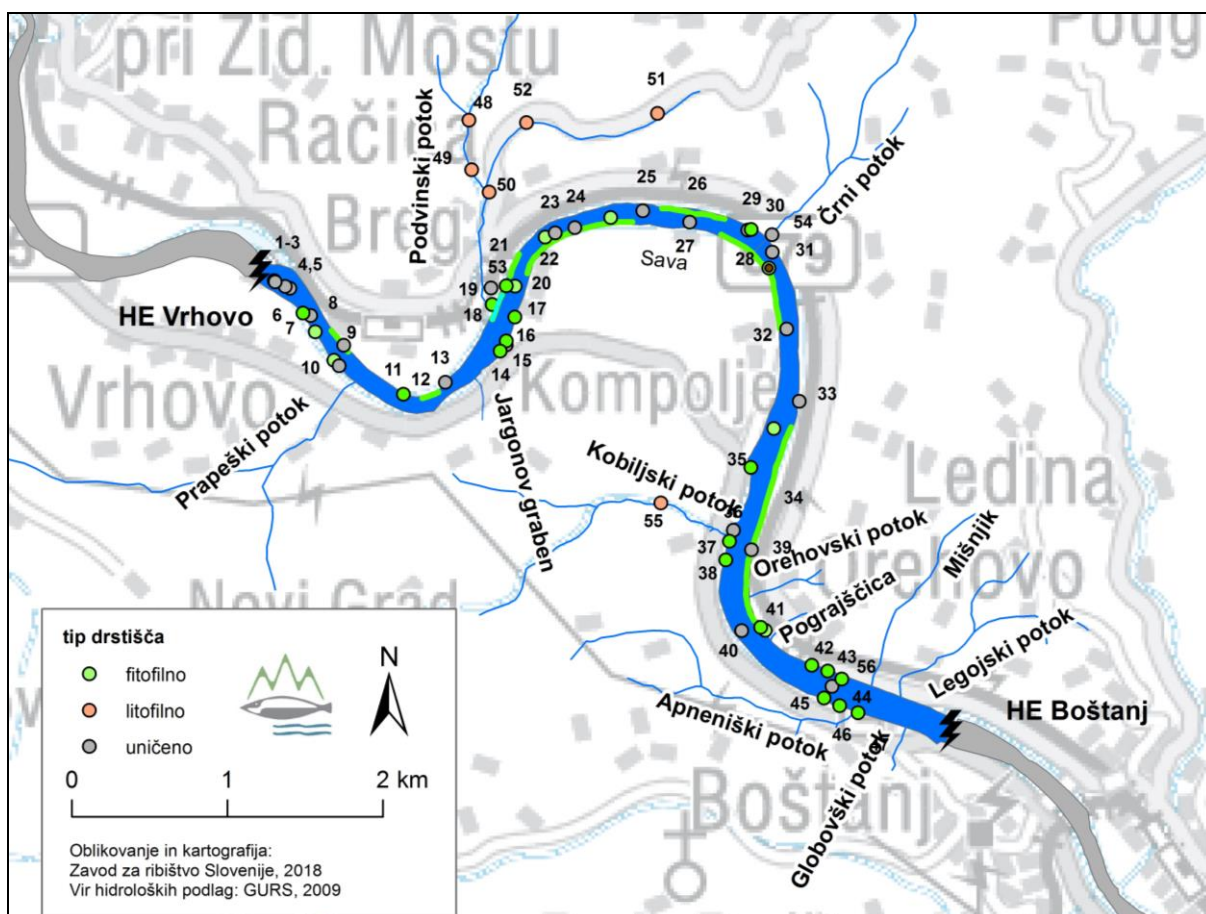 pri Zid. Mostu
Podg
Račica
Breg
Podvinski potok
48
52
51
49
50
Črni potok
25
26
23
24
29
30
54
31
27
28
9
Sava
1-3
4,5
HE Vrhovo
6
7
8
9
10
21
22
53
19
18
20
17
16
15
14
11
12
13
32
33
Vrhovo
Kompolje
Prapeški potok
Jargonov graben
Kobiljski potok
35
34
55
36
37
38
39
Ledina
Orehovski potok
Orehovo
Mišnjik
Pograjščica
Legojski potok
41
40
42
43
56
45
44
46
Apneniški potok
HE Boštanj
Globovški potok
Boštanj
Novi Grad
tip drstišča
fitofilno
litofilno
uničeno
N
0 1 2 km
Oblikovanje in kartografija:
Zavod za ribištvo Slovenije, 2018
Vir hidroloških podlag: GURS, 2009